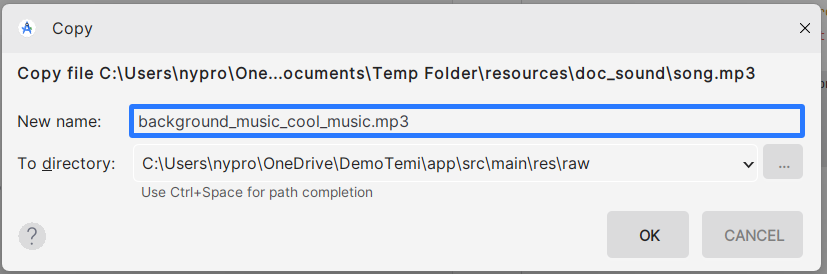 Copy
Copy file C:\Users\nypro\One...ocuments\Temp Folder\resources\doc_sound\song.mp3
New name: background_music_cool_music.mp3
To directory: C:\Users\nypro\OneDrive\DemoTemi\app\src\main\res\raw ...
Use Ctrl+Space for path completion
? OK CANCEL